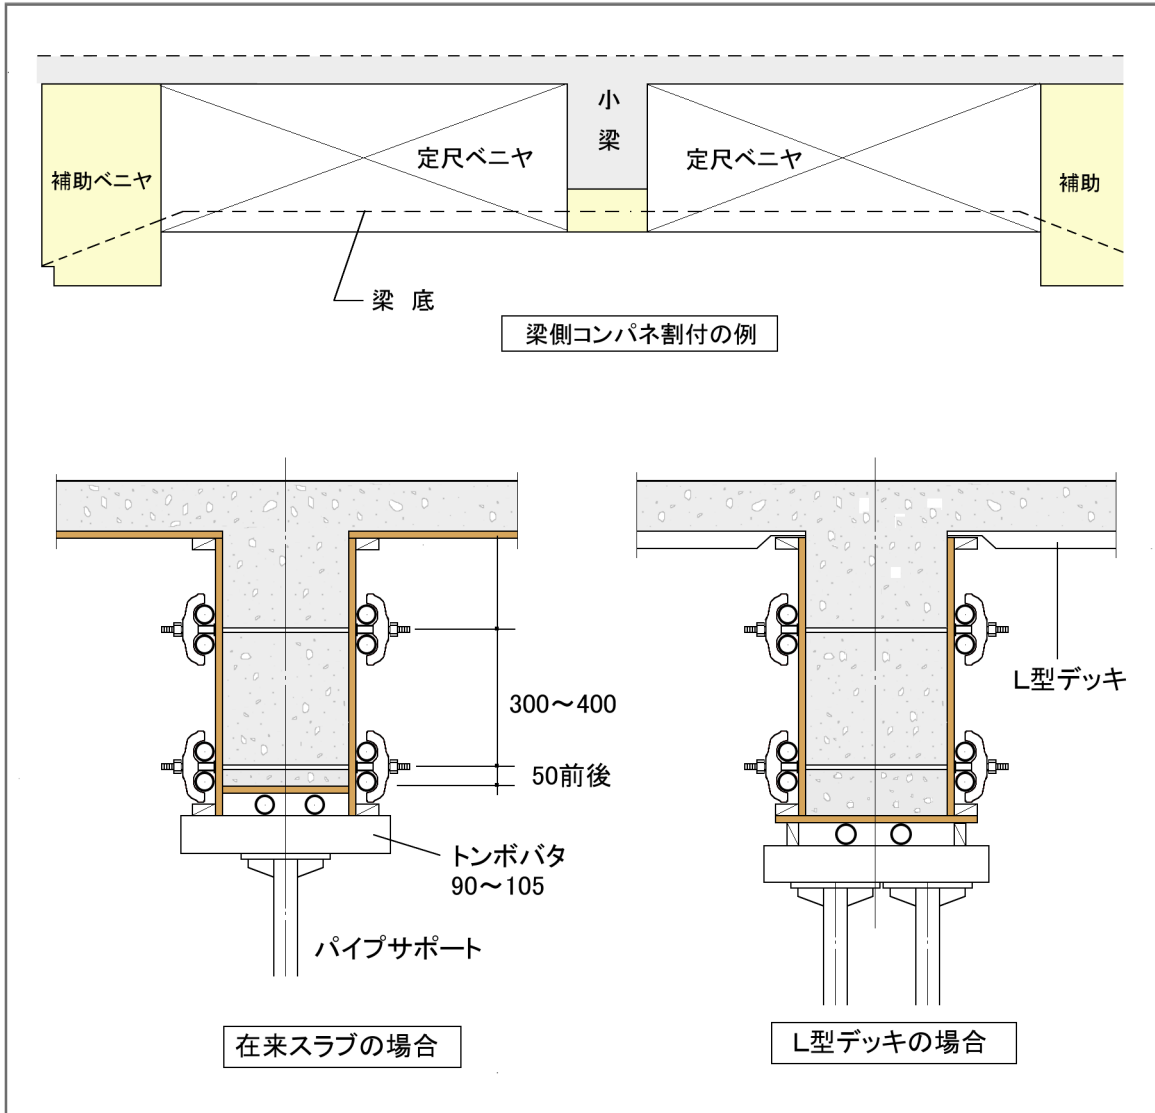 小
梁
定尺ベニヤ
定尺ベニヤ
補助ベニヤ
補助
梁 底
梁側コンパネ割付の例
300～400
50前後
トンボバタ
90～105
パイプサポート
在来スラブの場合
L型デッキ
L型デッキの場合